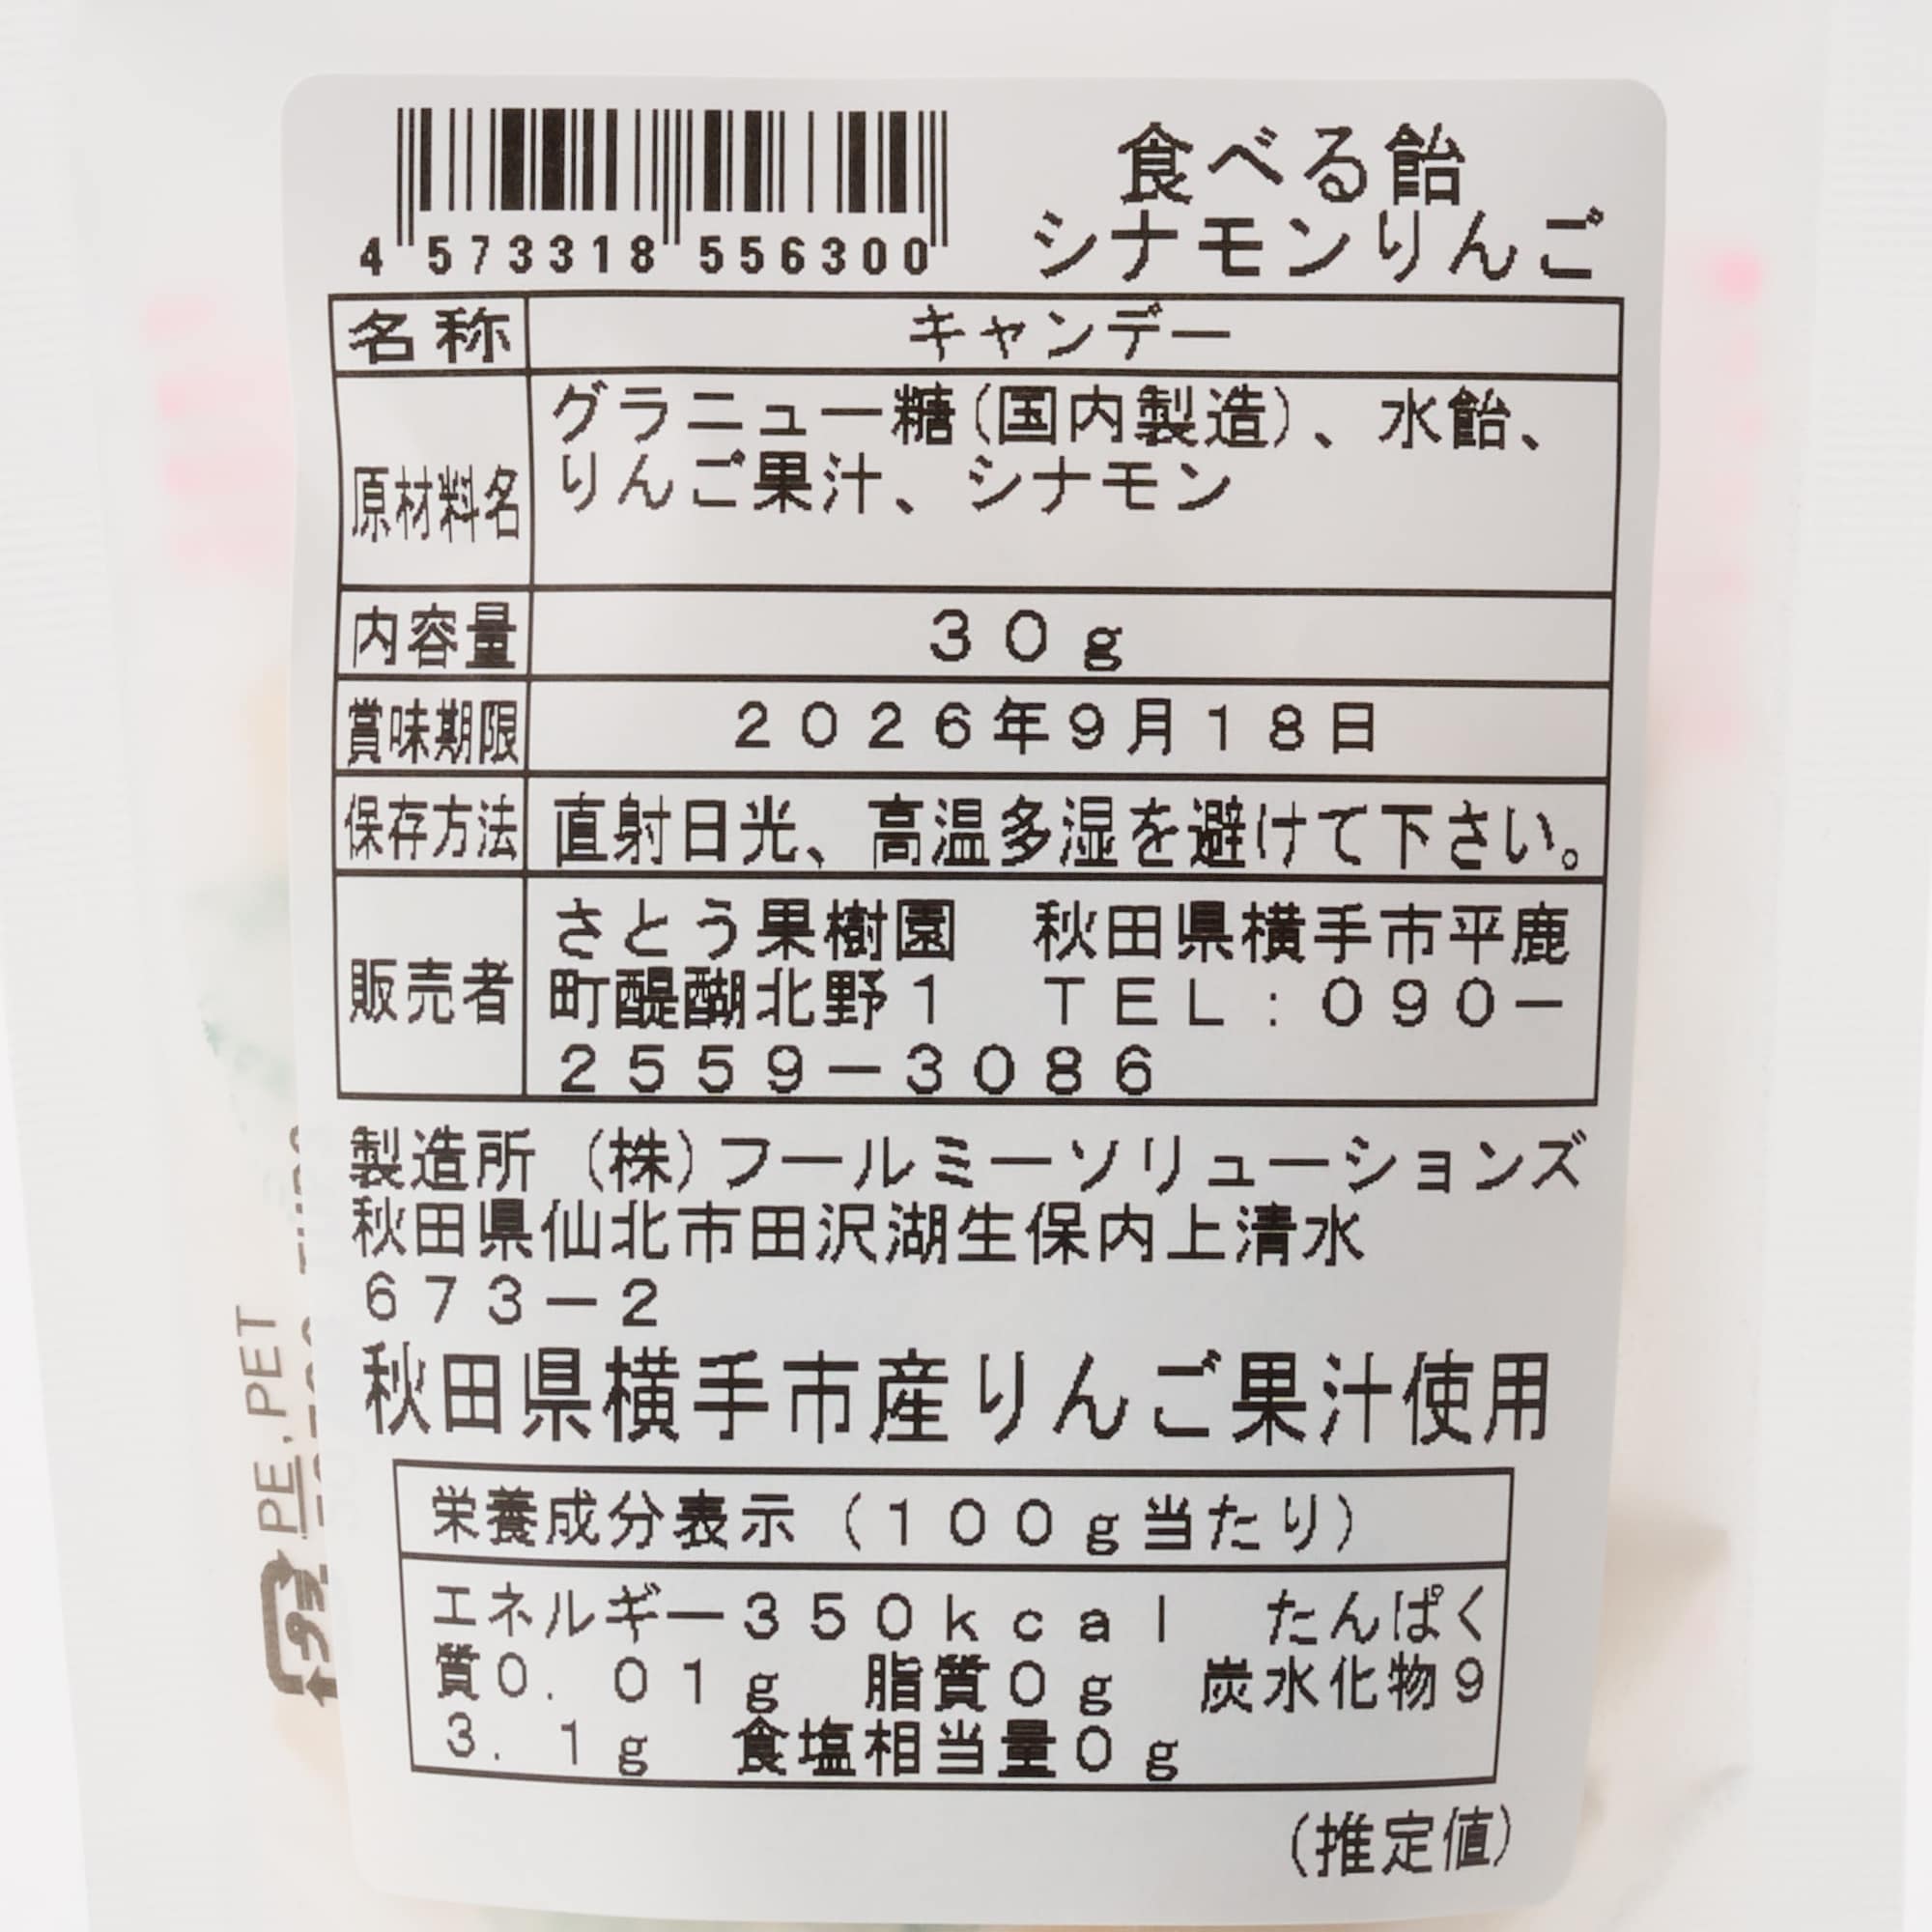 食べる飴
シナモンりんご
4 573318 556300
名称 キャンデー
原材料名 グラニュー糖(国内製造)、水飴、
りんご果汁、シナモン
内容量 30g
賞味期限 2026年9月18日
保存方法 直射日光、高温多湿を避けて下さい。
販売者 さとう果樹園 秋田県横手市平鹿
町醍醐北野1 TEL:090-
2559-3086
製造所 (株)フールミーソリューションズ
秋田県仙北市田沢湖生保内上清水
673-2
秋田県横手市産りんご果汁使用
栄養成分表示(100g当たり)
エネルギー350kcal たんぱく
質0.01g 脂質0g 炭水化物9
3.1g 食塩相当量0g
(推定値)
プラ PE,PET